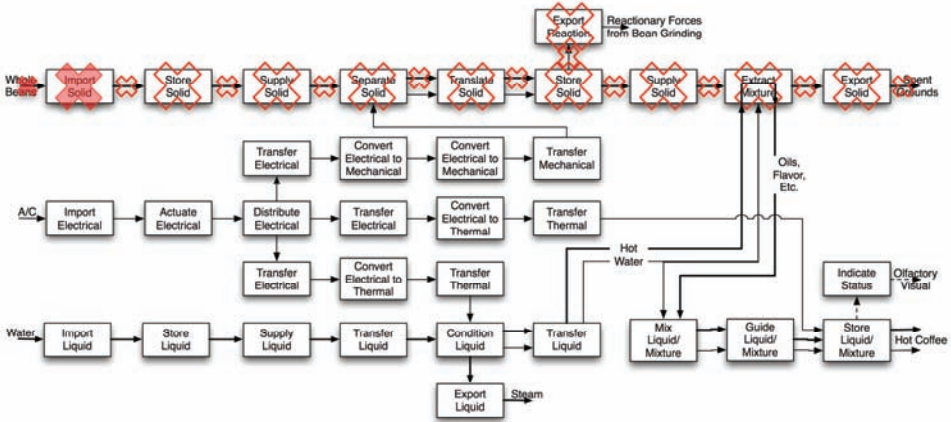 Export
Reaction
Reactionary Forces
from Bean Grinding
Whole
Beans
Import
Solid
Store
Solid
Supply
Solid
Separate
Solid
Translate
Solid
Store
Solid
Supply
Solid
Extract
Mixture
Export
Solid
Spent
Grounds
Transfer
Electrical
Convert
Electrical to
Mechanical
Convert
Electrical to
Mechanical
Transfer
Mechanical
Oils,
Flavor,
Etc.
A/C
Import
Electrical
Actuate
Electrical
Distribute
Electrical
Transfer
Electrical
Convert
Electrical to
Thermal
Transfer
Thermal
Hot
Water
Transfer
Electrical
Convert
Electrical to
Thermal
Transfer
Thermal
Indicate
Status
Olfactory
Visual
Water
Import
Liquid
Store
Liquid
Supply
Liquid
Transfer
Liquid
Condition
Liquid
Transfer
Liquid
Mix
Liquid/
Mixture
Guide
Liquid/
Mixture
Store
Liquid/
Mixture
Hot Coffee
Export
Liquid
Steam